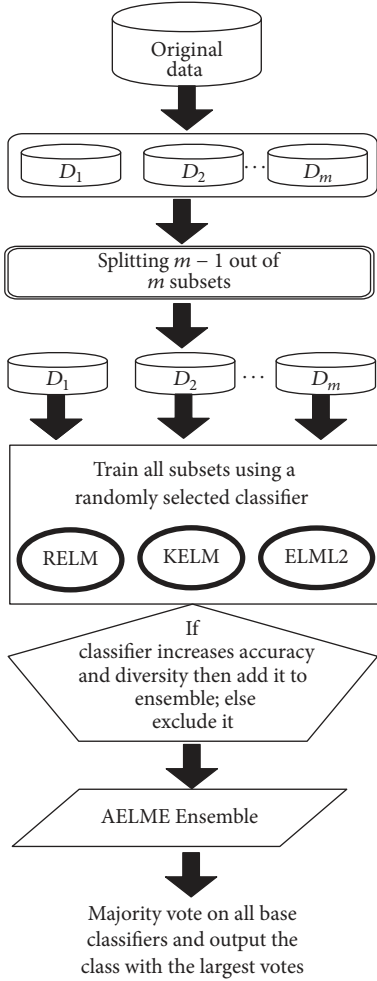 Original
data
D1 D2 ... Dm
Splitting m − 1 out of
m subsets
D1 D2 ... Dm
Train all subsets using a
randomly selected classifier
RELM KELM ELML2
If
classifier increases accuracy
and diversity then add it to
ensemble; else
exclude it
AELME Ensemble
Majority vote on all base
classifiers and output the
class with the largest votes